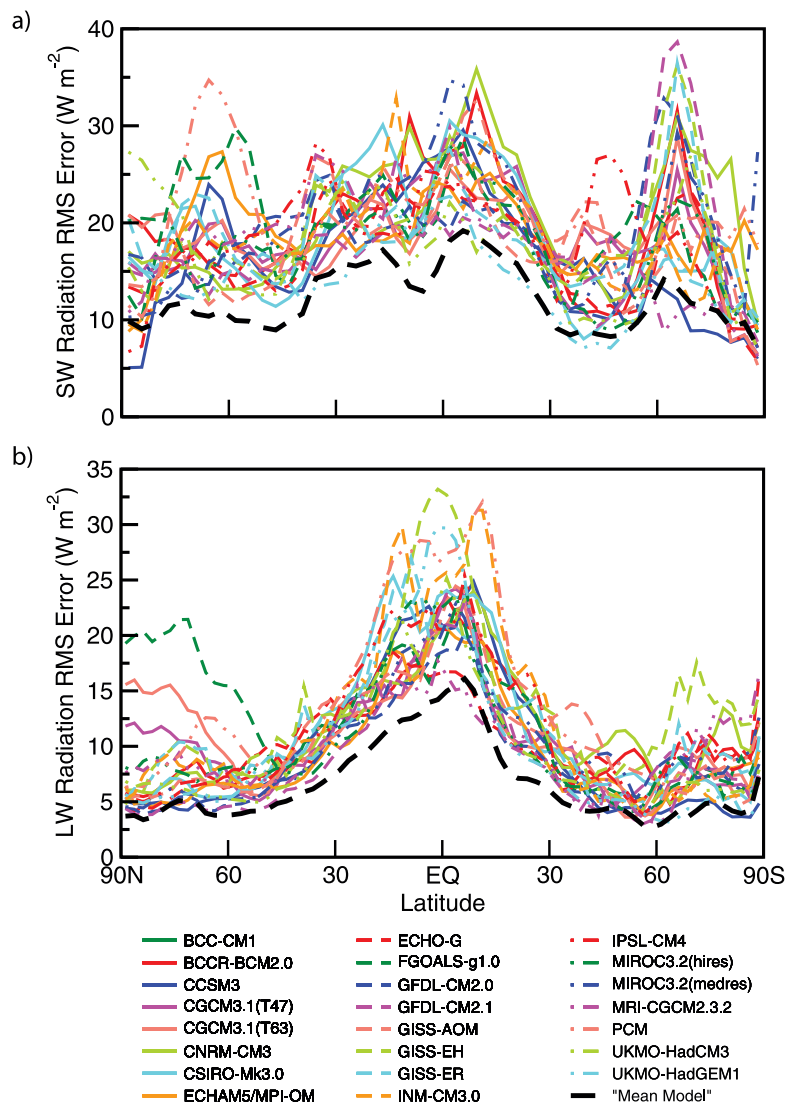 a)
SW Radiation RMS Error (W m-2)
40
30
20
10
0
b)
LW Radiation RMS Error (W m-2)
35
30
25
20
15
10
5
0
90N 60 30 EQ 30 60 90S
Latitude
BCC-CM1 ECHO-G IPSL-CM4
BCCR-BCM2.0 FGOALS-g1.0 MIROC3.2(hires)
CCSM3 GFDL-CM2.0 MIROC3.2(medres)
CGCM3.1(T47) GFDL-CM2.1 MRI-CGCM2.3.2
CGCM3.1(T63) GISS-AOM PCM
CNRM-CM3 GISS-EH UKMO-HadCM3
CSIRO-Mk3.0 GISS-ER UKMO-HadGEM1
ECHAM5/MPI-OM INM-CM3.0 "Mean Model"